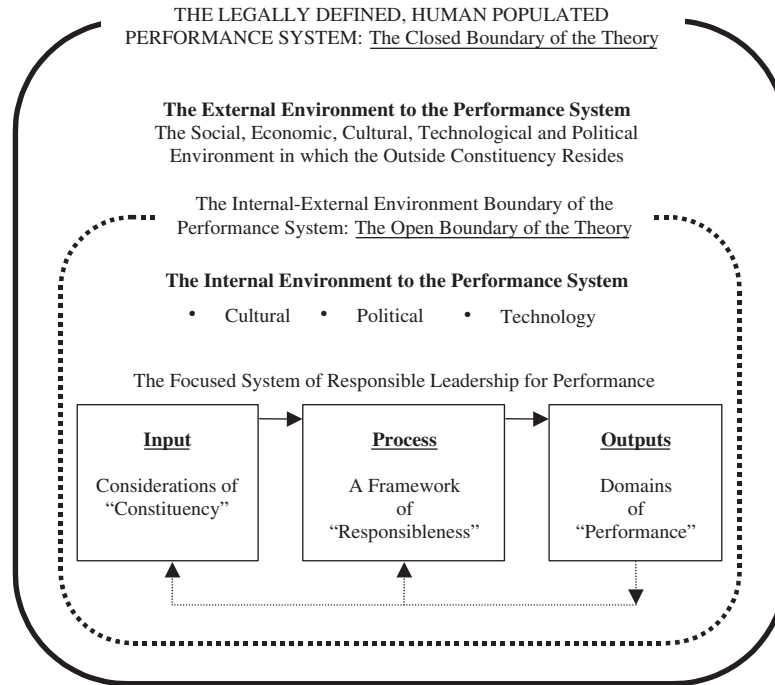 THE LEGALLY DEFINED, HUMAN POPULATED
PERFORMANCE SYSTEM: The Closed Boundary of the Theory
The External Environment to the Performance System
The Social, Economic, Cultural, Technological and Political
Environment in which the Outside Constituency Resides
The Internal-External Environment Boundary of the
Performance System: The Open Boundary of the Theory
The Internal Environment to the Performance System
• Cultural • Political • Technology
The Focused System of Responsible Leadership for Performance
Input
Considerations of
“Constituency”
Process
A Framework
of
“Responsibleness”
Outputs
Domains
of
“Performance”